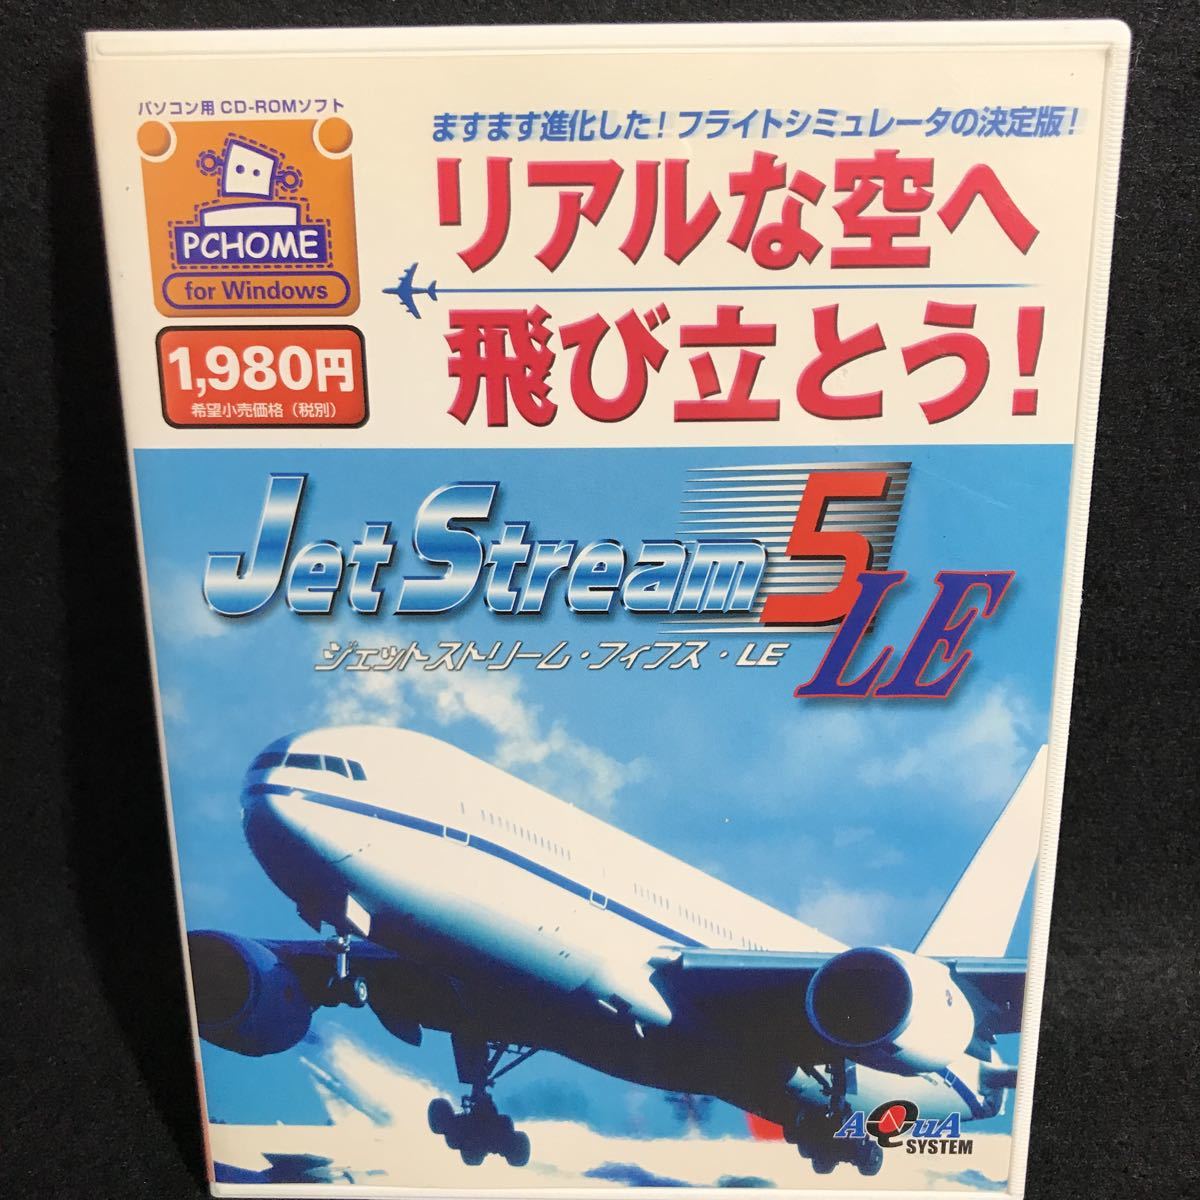 パソコン用 CD-ROMソフト
PCHOME
for Windows
1,980円
希望小売価格（税別）
ますます進化した！フライトシミュレータの決定版！
リアルな空へ
飛び立とう！
Jet Stream 5 LE
ジェットストリーム・フィフス・LE
AQUA
SYSTEM